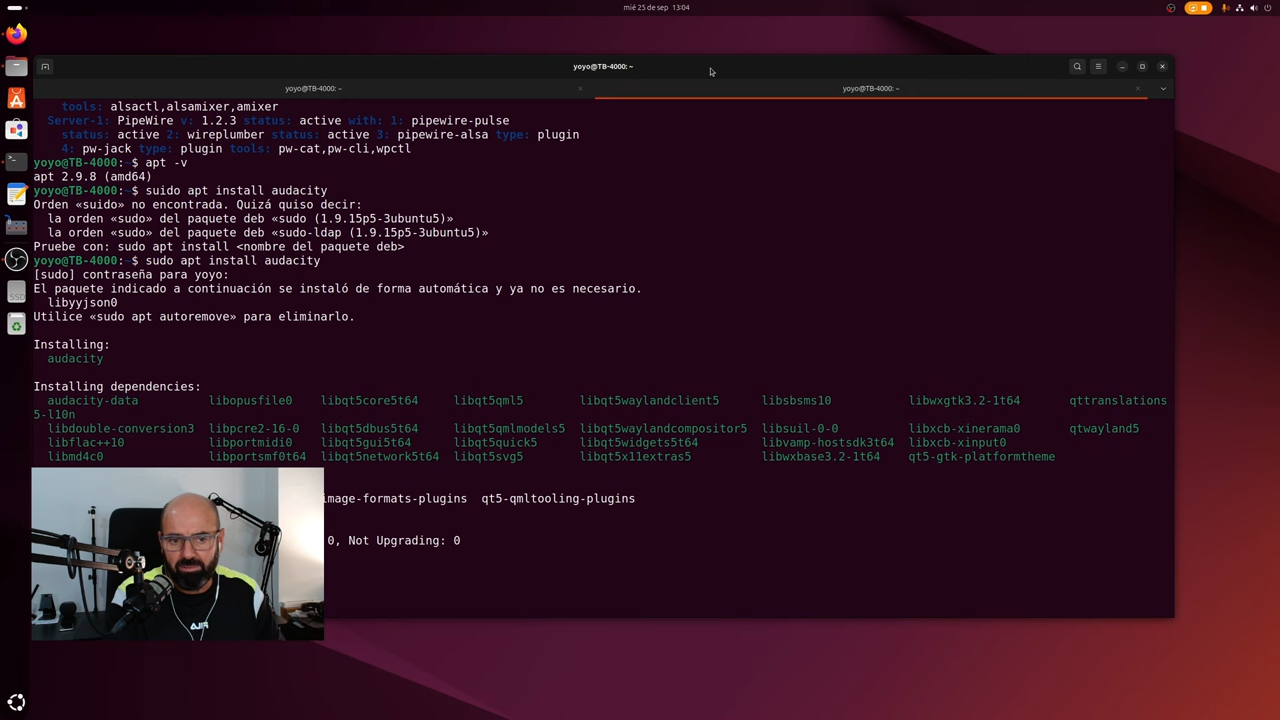 mié 25 de sep  13:04
yoyo@TB-4000: ~
yoyo@TB-4000: ~
yoyo@TB-4000: ~
tools: alsactl,alsamixer,amixer
Server-1: PipeWire v: 1.2.3 status: active with: 1: pipewire-pulse
status: active 2: wireplumber status: active 3: pipewire-alsa type: plugin
4: pw-jack type: plugin tools: pw-cat,pw-cli,wpctl
yoyo@TB-4000:~$ apt -v
apt 2.9.8 (amd64)
yoyo@TB-4000:~$ suido apt install audacity
Orden «suido» no encontrada. Quizá quiso decir:
la orden «sudo» del paquete deb «sudo (1.9.15p5-3ubuntu5)»
la orden «sudo-ldap» del paquete deb «sudo-ldap (1.9.15p5-3ubuntu5)»
Pruebe con: sudo apt install <nombre del paquete deb>
yoyo@TB-4000:~$ sudo apt install audacity
[sudo] contraseña para yoyo:
El paquete indicado a continuación se instaló de forma automática y ya no es necesario.
libyyjson0
Utilice «sudo apt autoremove» para eliminarlo.
Installing:
audacity
Installing dependencies:
audacity-data libopusfile0 libqt5core5t64 libqt5qml5 libqt5waylandclient5 libsbsms10 libwxgtk3.2-1t64 qttranslations
5-l10n
libdouble-conversion3 libpcre2-16-0 libqt5dbus5t64 libqt5qmlmodels5 libqt5waylandcompositor5 libsuil-0-0 libxcb-xinerama0 qtwayland5
libflac++10 libportmidi0 libqt5gui5t64 libqt5quick5 libqt5widgets5t64 libvamp-hostsdk3t64 libxcb-xinput0
libmd4c0 libportsmf0t64 libqt5network5t64 libqt5svg5 libqt5x11extras5 libwxbase3.2-1t64 qt5-gtk-platformtheme
image-formats-plugins qt5-qmltooling-plugins
0, Not Upgrading: 0
SSD